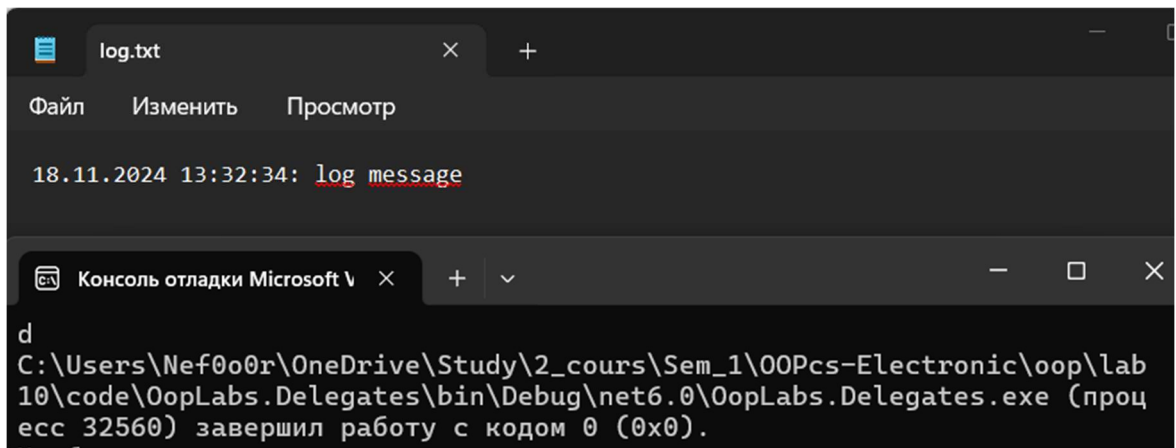 log.txt
Файл Изменить Просмотр
18.11.2024 13:32:34: log message
Консоль отладки Microsoft V
d
C:\Users\Nef0o0r\OneDrive\Study\2_cours\Sem_1\OOPcs-Electronic\oop\lab
10\code\OopLabs.Delegates\bin\Debug\net6.0\OopLabs.Delegates.exe (проц
есс 32560) завершил работу с кодом 0 (0x0).